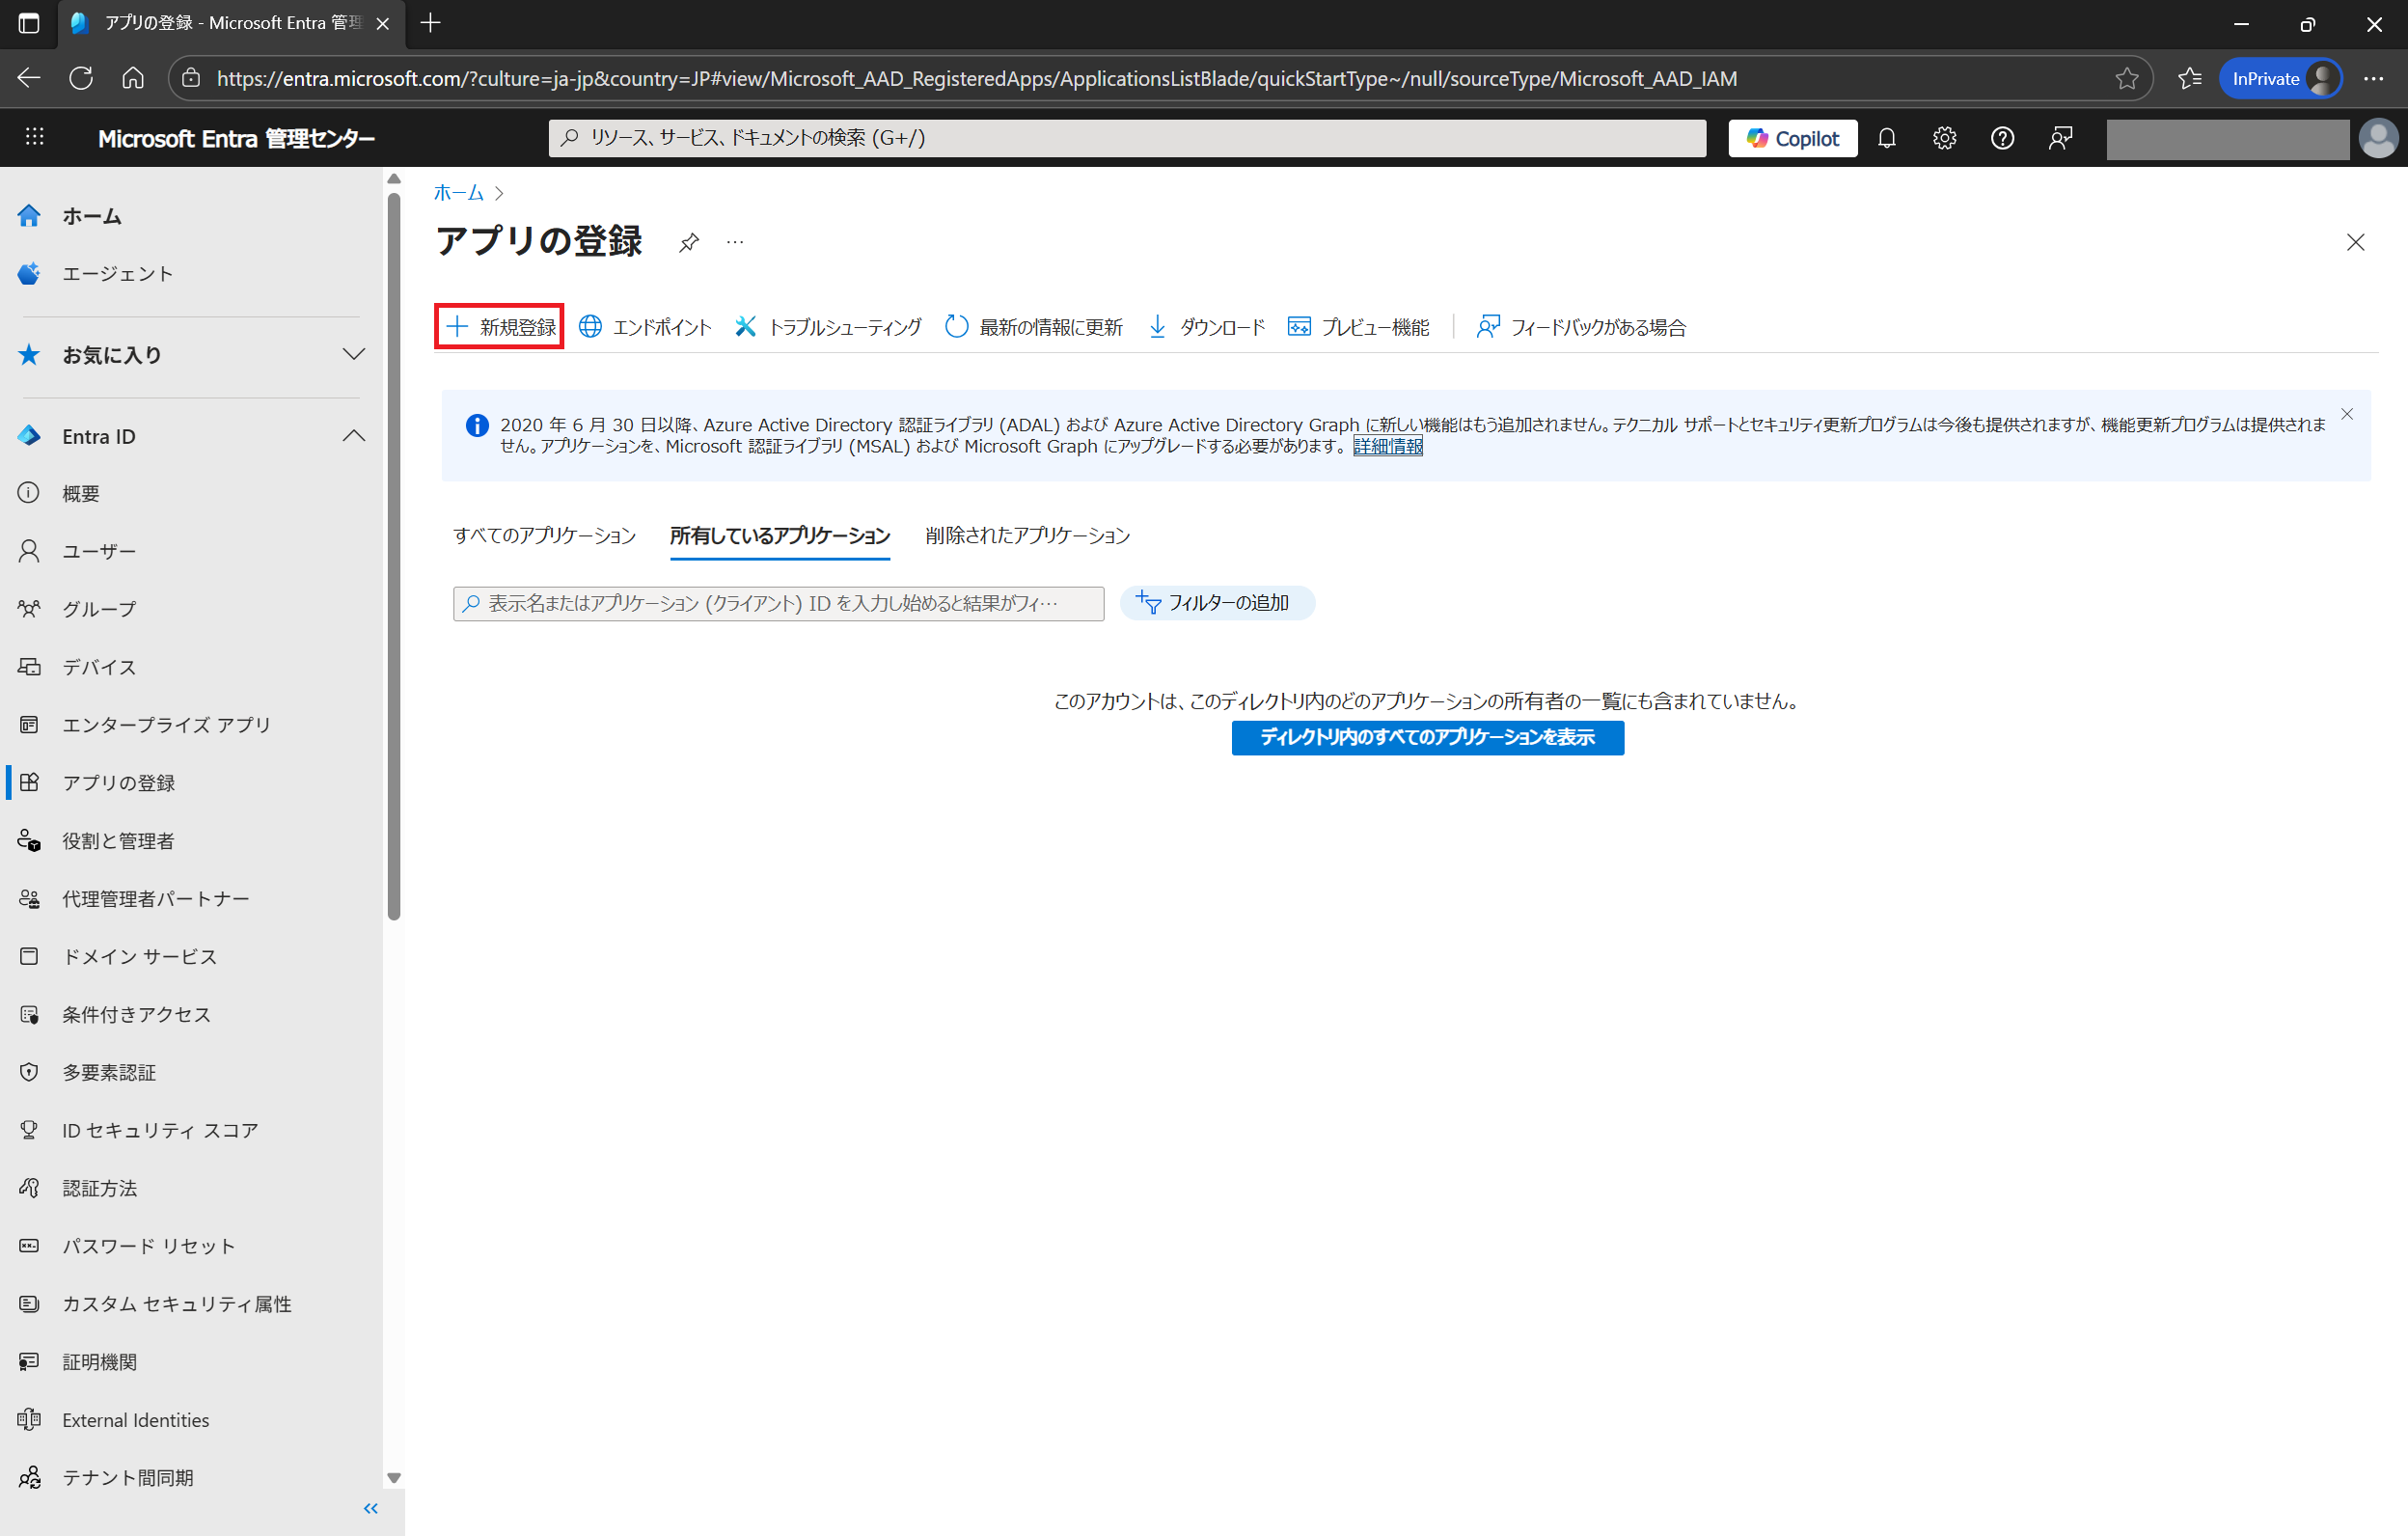 アプリの登録 - Microsoft Entra 管理
https://entra.microsoft.com/?culture=ja-jp&country=JP#view/Microsoft_AAD_RegisteredApps/ApplicationsListBlade/quickStartType~/null/sourceType/Microsoft_AAD_IAM
InPrivate
Microsoft Entra 管理センター
リソース、サービス、ドキュメントの検索 (G+/)
Copilot
ホーム
エージェント
お気に入り
Entra ID
概要
ユーザー
グループ
デバイス
エンタープライズ アプリ
アプリの登録
役割と管理者
代理管理者パートナー
ドメイン サービス
条件付きアクセス
多要素認証
ID セキュリティ スコア
認証方法
パスワード リセット
カスタム セキュリティ属性
証明機関
External Identities
テナント間同期
ホーム
アプリの登録
新規登録 エンドポイント トラブルシューティング 最新の情報に更新 ダウンロード プレビュー機能 フィードバックがある場合
2020 年 6 月 30 日以降、Azure Active Directory 認証ライブラリ (ADAL) および Azure Active Directory Graph に新しい機能はもう追加されません。テクニカル サポートとセキュリティ更新プログラムは今後も提供されますが、機能更新プログラムは提供されま
せん。アプリケーションを、Microsoft 認証ライブラリ (MSAL) および Microsoft Graph にアップグレードする必要があります。 詳細情報
すべてのアプリケーション 所有しているアプリケーション 削除されたアプリケーション
表示名またはアプリケーション (クライアント) ID を入力し始めると結果がフィ…
フィルターの追加
このアカウントは、このディレクトリ内のどのアプリケーションの所有者の一覧にも含まれていません。
ディレクトリ内のすべてのアプリケーションを表示